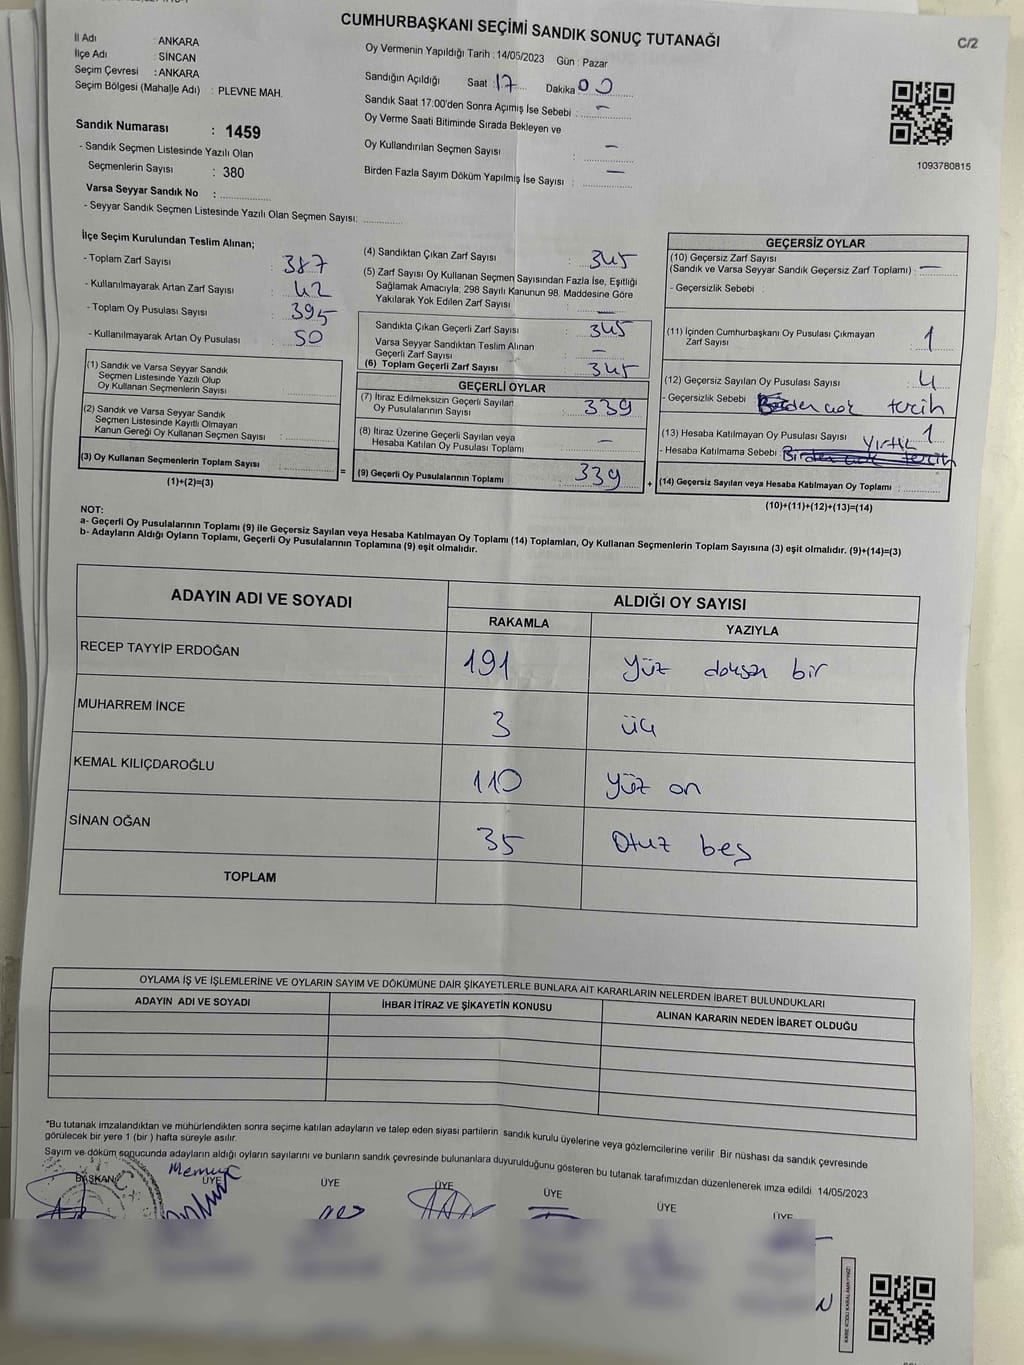 CUMHURBAŞKANI SEÇİMİ SANDIK SONUÇ TUTANAĞI
C/2
İl Adı : ANKARA
İlçe Adı : SİNCAN
Seçim Çevresi : ANKARA
Seçim Bölgesi (Mahalle Adı) : PLEVNE MAH.
Sandık Numarası : 1459
- Sandık Seçmen Listesinde Yazılı Olan
Seçmenlerin Sayısı : 380
Varsa Seyyar Sandık No :
- Seyyar Sandık Seçmen Listesinde Yazılı Olan Seçmen Sayısı:
Oy Vermenin Yapıldığı Tarih : 14/05/2023 Gün : Pazar
Sandığın Açıldığı Saat : 17 Dakika 00
Sandık Saat 17:00'den Sonra Açımış İse Sebebi : -
Oy Verme Saati Bitiminde Sırada Bekleyen ve
Oy Kullandırılan Seçmen Sayısı : -
Birden Fazla Sayım Döküm Yapılmış İse Sayısı : -
1093780815
İlçe Seçim Kurulundan Teslim Alınan;
- Toplam Zarf Sayısı : 387
- Kullanılmayarak Artan Zarf Sayısı : 42
- Toplam Oy Pusulası Sayısı : 395
- Kullanılmayarak Artan Oy Pusulası : 50
(1) Sandık ve Varsa Seyyar Sandık
Seçmen Listesinde Yazılı Olup
Oy Kullanan Seçmenlerin Sayısı :
(2) Sandık ve Varsa Seyyar Sandık
Seçmen Listesinde Kayıtlı Olmayan
Kanun Gereği Oy Kullanan Seçmen Sayısı :
(3) Oy Kullanan Seçmenlerin Toplam Sayısı :
(1)+(2)=(3)
=
(4) Sandıktan Çıkan Zarf Sayısı : 345
(5) Zarf Sayısı Oy Kullanan Seçmen Sayısından Fazla İse, Eşitliği
Sağlamak Amacıyla, 298 Sayılı Kanunun 98. Maddesine Göre
Yakılarak Yok Edilen Zarf Sayısı : -
Sandıkta Çıkan Geçerli Zarf Sayısı : 345
Varsa Seyyar Sandıktan Teslim Alınan
Geçerli Zarf Sayısı : -
(6) Toplam Geçerli Zarf Sayısı : 345
GEÇERLİ OYLAR
(7) İtiraz Edilmeksizin Geçerli Sayılan
Oy Pusulalarının Sayısı : 339
(8) İtiraz Üzerine Geçerli Sayılan veya
Hesaba Katılan Oy Pusulası Toplamı : -
(9) Geçerli Oy Pusulalarının Toplamı : 339
+
GEÇERSİZ OYLAR
(10) Geçersiz Zarf Sayısı
(Sandık ve Varsa Seyyar Sandık Geçersiz Zarf Toplamı) : -
- Geçersizlik Sebebi :
(11) İçinden Cumhurbaşkanı Oy Pusulası Çıkmayan
Zarf Sayısı : 1
(12) Geçersiz Sayılan Oy Pusulası Sayısı : 4
- Geçersizlik Sebebi : Birden çok tercih
(13) Hesaba Katılmayan Oy Pusulası Sayısı : 1
Yırtık
- Hesaba Katılmama Sebebi : Birden çok tercih
(14) Geçersiz Sayılan veya Hesaba Katılmayan Oy Toplamı :
(10)+(11)+(12)+(13)=(14)
NOT:
a- Geçerli Oy Pusulalarının Toplamı (9) ile Geçersiz Sayılan veya Hesaba Katılmayan Oy Toplamı (14) Toplamları, Oy Kullanan Seçmenlerin Toplam Sayısına (3) eşit olmalıdır. (9)+(14)=(3)
b- Adayların Aldığı Oyların Toplamı, Geçerli Oy Pusulalarının Toplamına (9) eşit olmalıdır.
ADAYIN ADI VE SOYADI ALDIĞI OY SAYISI
RAKAMLA YAZIYLA
RECEP TAYYİP ERDOĞAN 191 yüz doksan bir
MUHARREM İNCE 3 üç
KEMAL KILIÇDAROĞLU 110 yüz on
SİNAN OĞAN 35 Otuz beş
TOPLAM
OYLAMA İŞ VE İŞLEMLERİNE VE OYLARIN SAYIM VE DÖKÜMÜNE DAİR ŞİKAYETLERLE BUNLARA AİT KARARLARIN NELERDEN İBARET BULUNDUKLARI
ADAYIN ADI VE SOYADI İHBAR İTİRAZ VE ŞİKAYETİN KONUSU ALINAN KARARIN NEDEN İBARET OLDUĞU
*Bu tutanak imzalandıktan ve mühürlendikten sonra seçime katılan adayların ve talep eden siyasi partilerin sandık kurulu üyelerine veya gözlemcilerine verilir. Bir nüshası da sandık çevresinde
görülecek bir yere 1 (bir ) hafta süreyle asılır.
Sayım ve döküm sonucunda adayların aldığı oyların sayılarını ve bunların sandık çevresinde bulunanlara duyurulduğunu gösteren bu tutanak tarafımızdan düzenlenerek imza edildi. 14/05/2023
BAŞKAN ÜYE ÜYE ÜYE ÜYE ÜYE ÜYE
KARE KODU KARALAMAYINIZ!